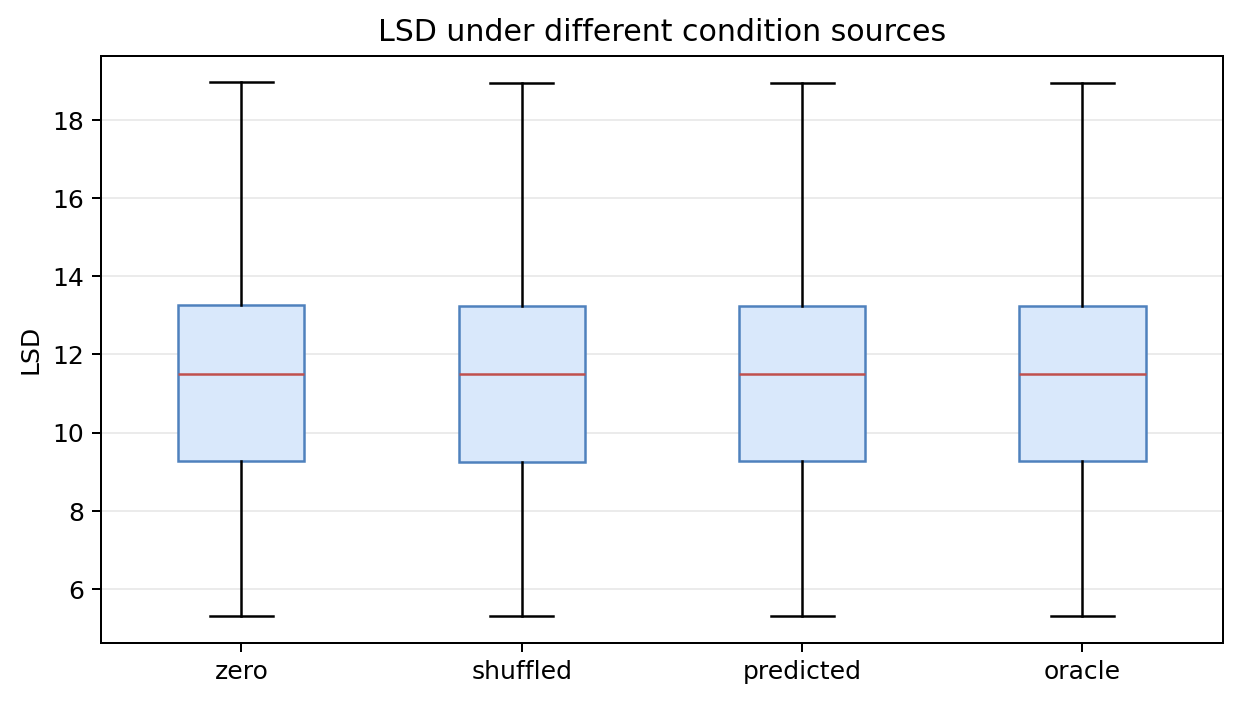 LSD under different condition sources
LSD
18
16
14
12
10
8
6
zero shuffled predicted oracle